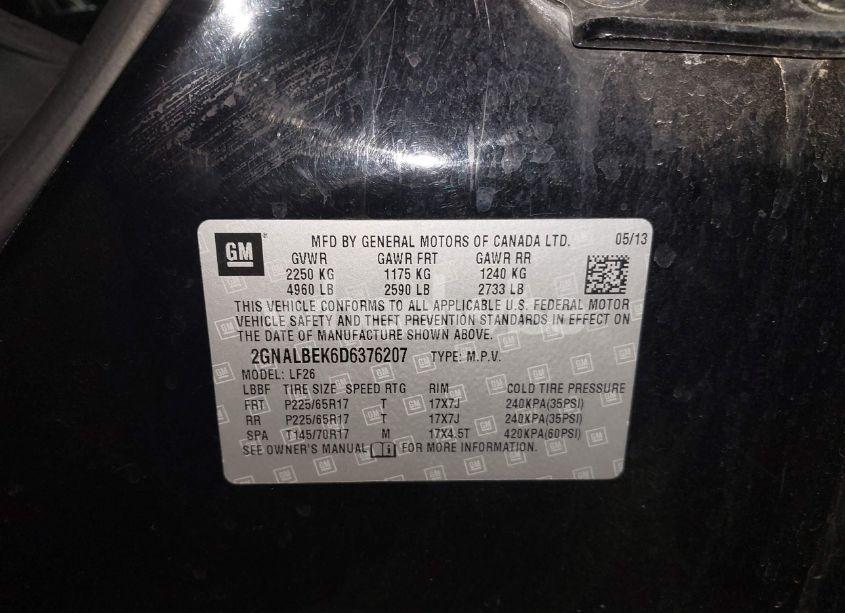 GM
MFD BY GENERAL MOTORS OF CANADA LTD. 05/13
GVWR GAWR FRT GAWR RR
2250 KG 1175 KG 1240 KG
4960 LB 2590 LB 2733 LB
THIS VEHICLE CONFORMS TO ALL APPLICABLE U.S. FEDERAL MOTOR
VEHICLE SAFETY AND THEFT PREVENTION STANDARDS IN EFFECT ON
THE DATE OF MANUFACTURE SHOWN ABOVE.
2GNALBEK6D6376207 TYPE: M.P.V.
MODEL: LF26
LBBF TIRE SIZE SPEED RTG RIM COLD TIRE PRESSURE
FRT P225/65R17 T 17X7J 240KPA(35PSI)
RR P225/65R17 T 17X7J 240KPA(35PSI)
SPA T145/70R17 M 17X4.5T 420KPA(60PSI)
SEE OWNER'S MANUAL FOR MORE INFORMATION.